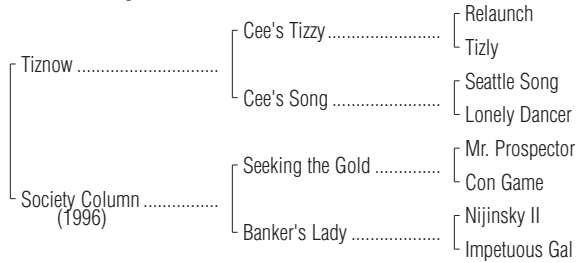 Relaunch
Cee's Tizzy
Tizly
Tiznow
Seattle Song
Cee's Song
Lonely Dancer
Mr. Prospector
Seeking the Gold
Con Game
Society Column
(1996)
Nijinsky II
Banker's Lady
Impetuous Gal